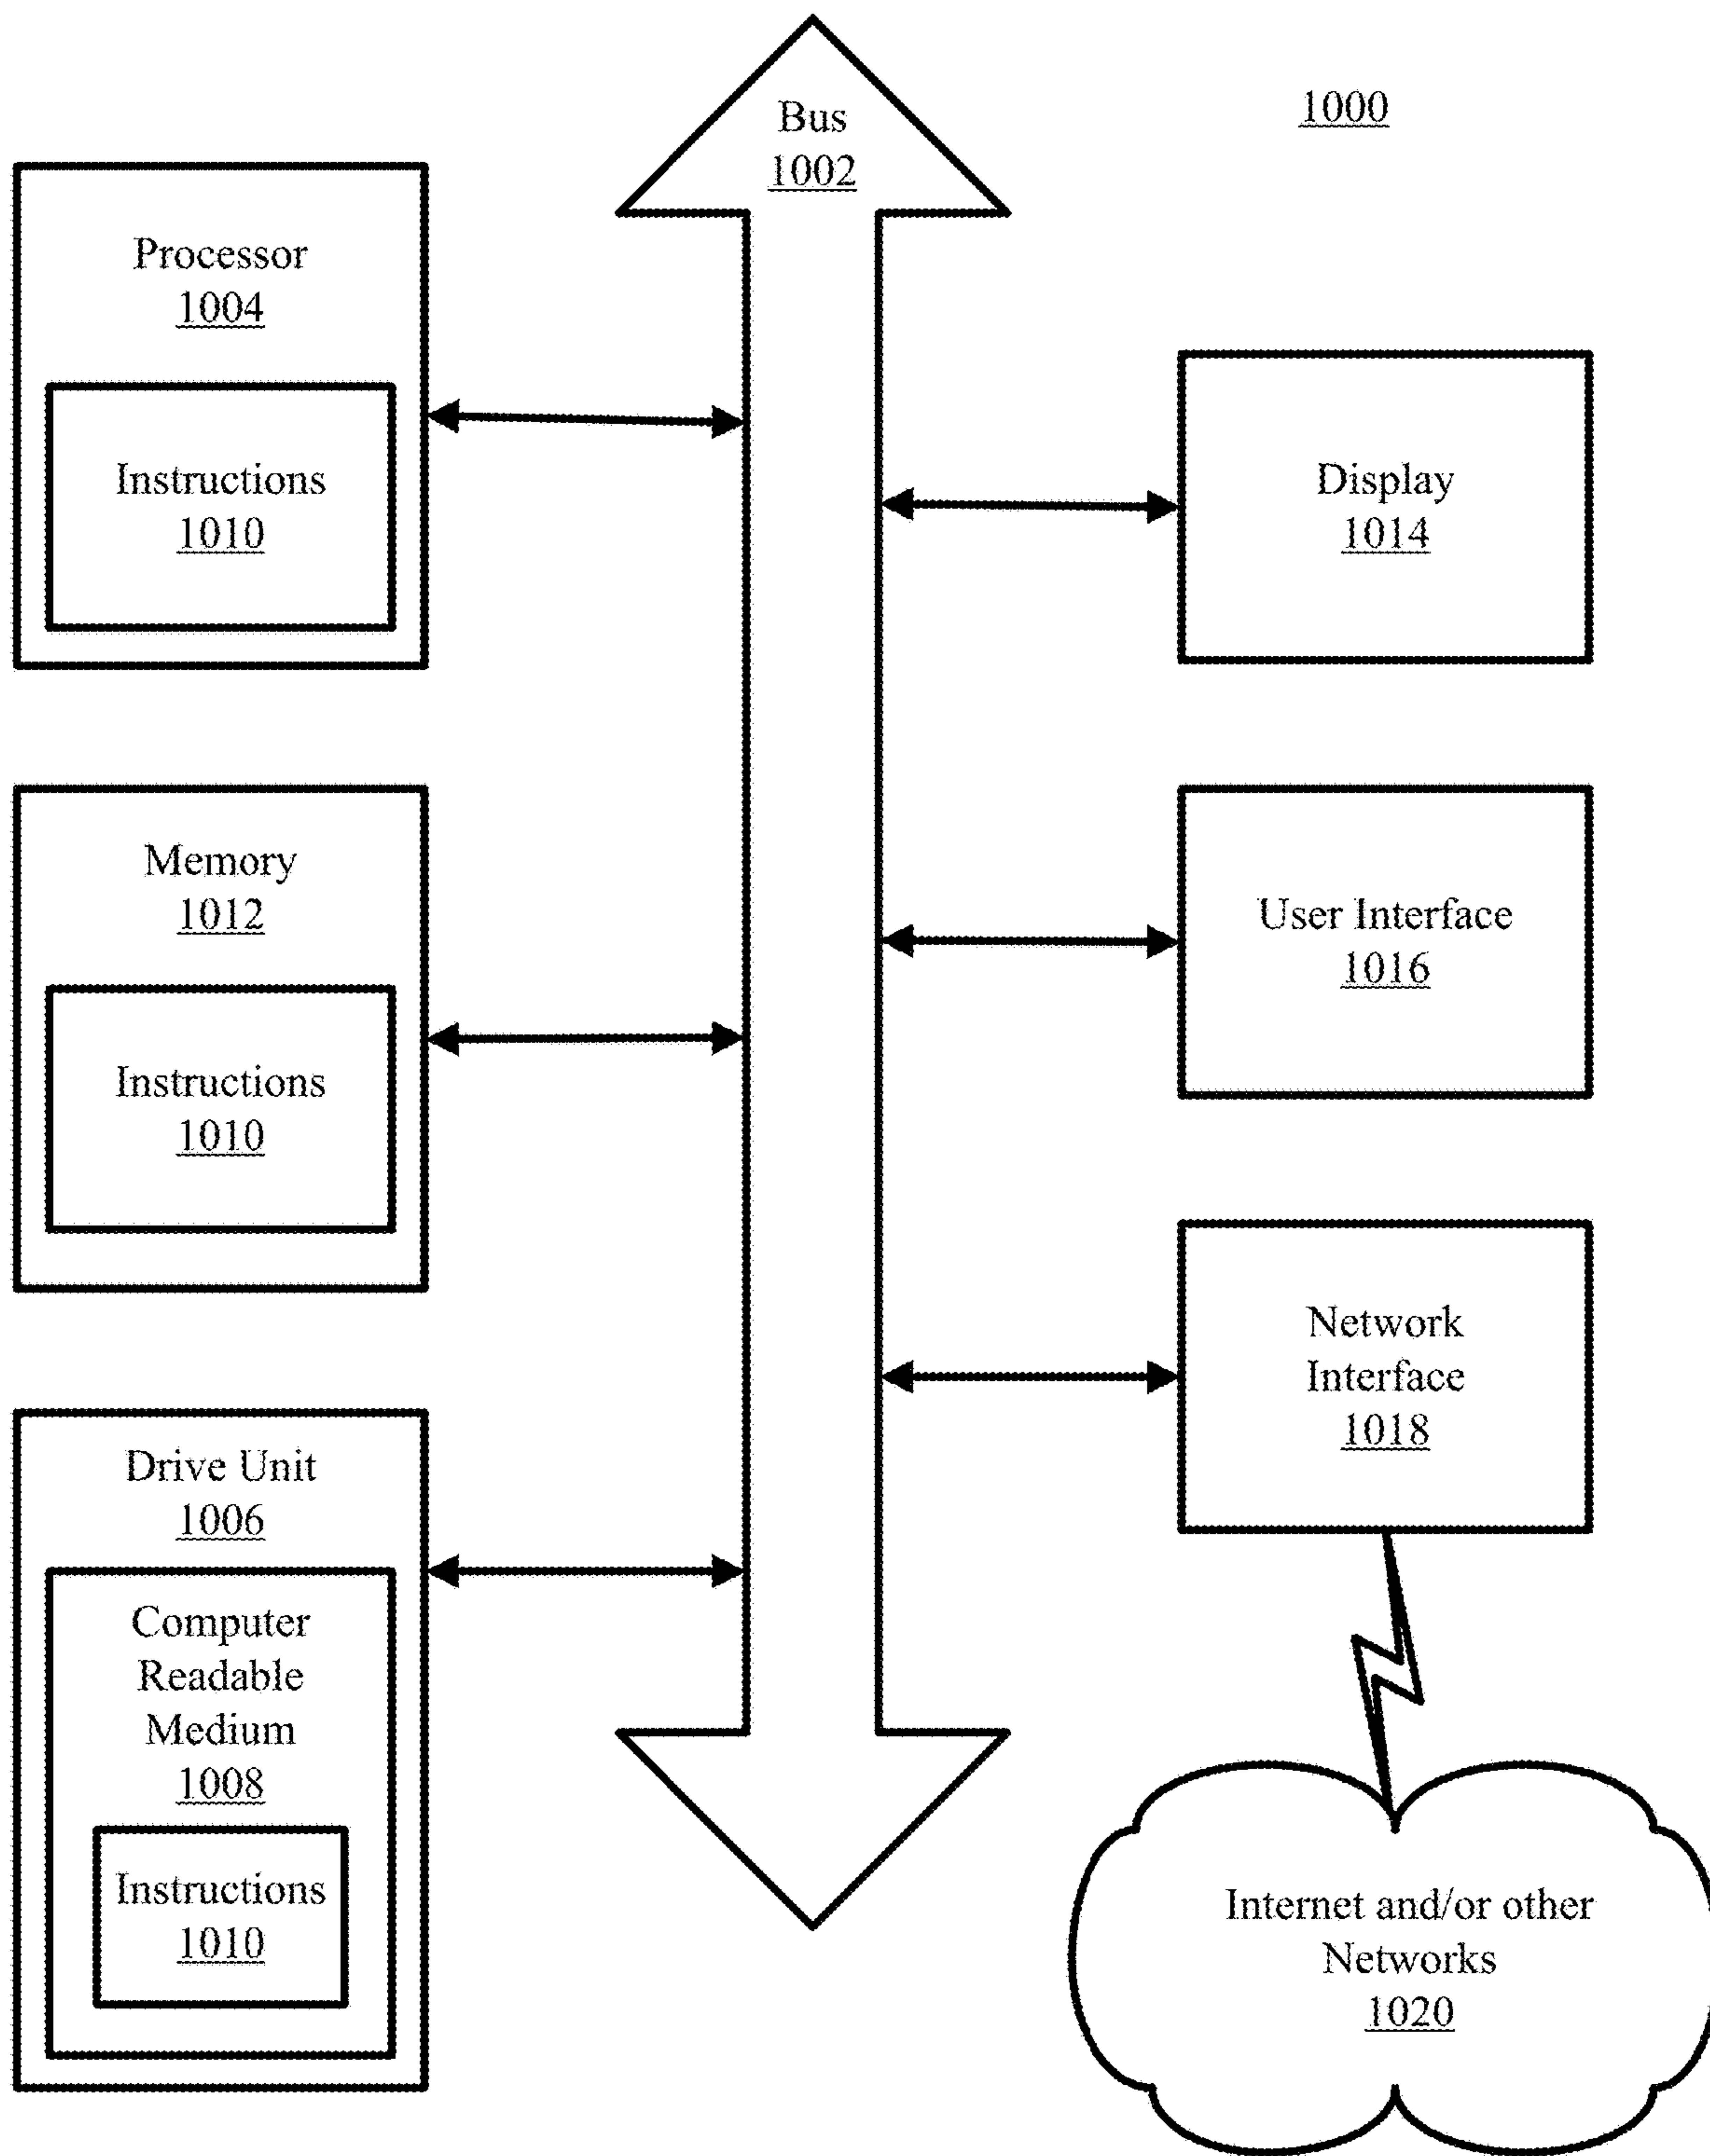 Bus
1002
1000
Processor
1004
Instructions
1010
Display
1014
Memory
1012
Instructions
1010
User Interface
1016
Network
Interface
1018
Drive Unit
1006
Computer
Readable
Medium
1008
Instructions
1010
Internet and/or other
Networks
1020